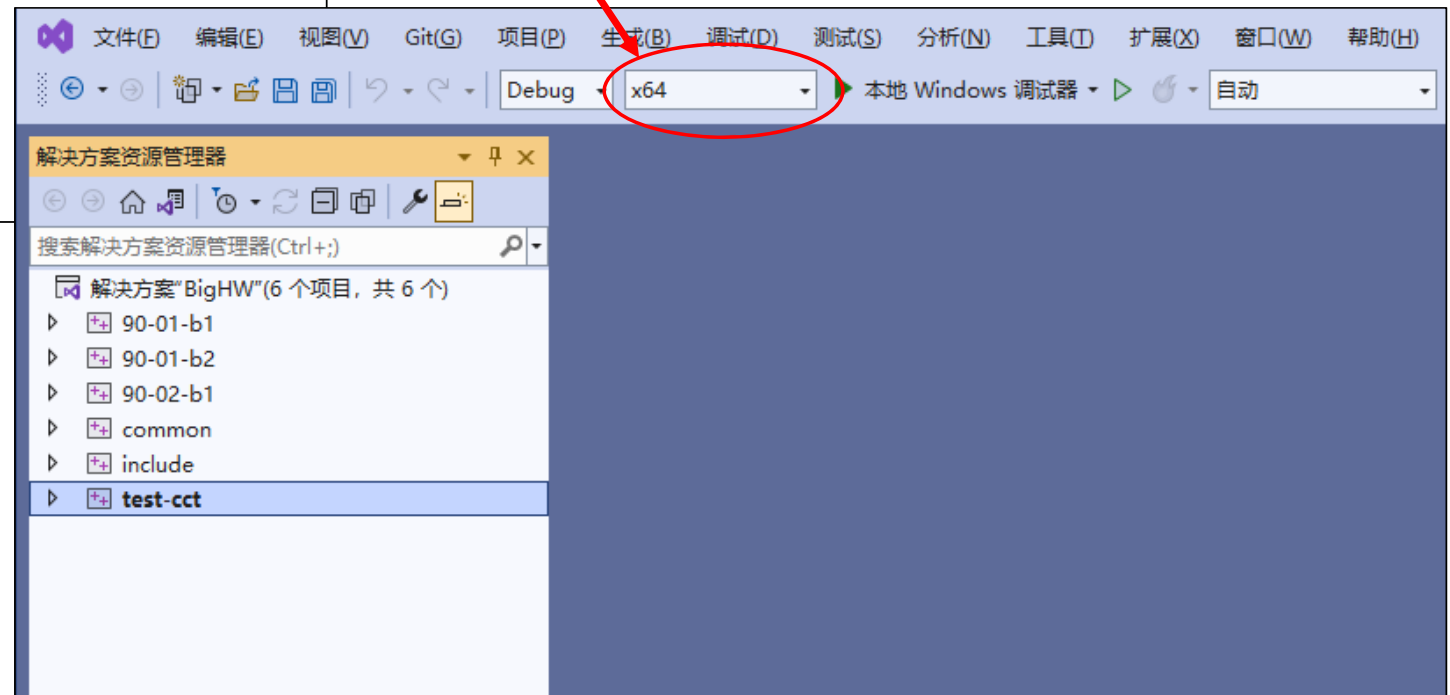 文件(F) 编辑(E) 视图(V) Git(G) 项目(P) 生成(B) 调试(D) 测试(S) 分析(N) 工具(T) 扩展(X) 窗口(W) 帮助(H)
Debug x64 本地 Windows 调试器 自动
解决方案资源管理器
搜索解决方案资源管理器(Ctrl+;)
解决方案"BigHW"(6 个项目，共 6 个)
90-01-b1
90-01-b2
90-02-b1
common
include
test-cct